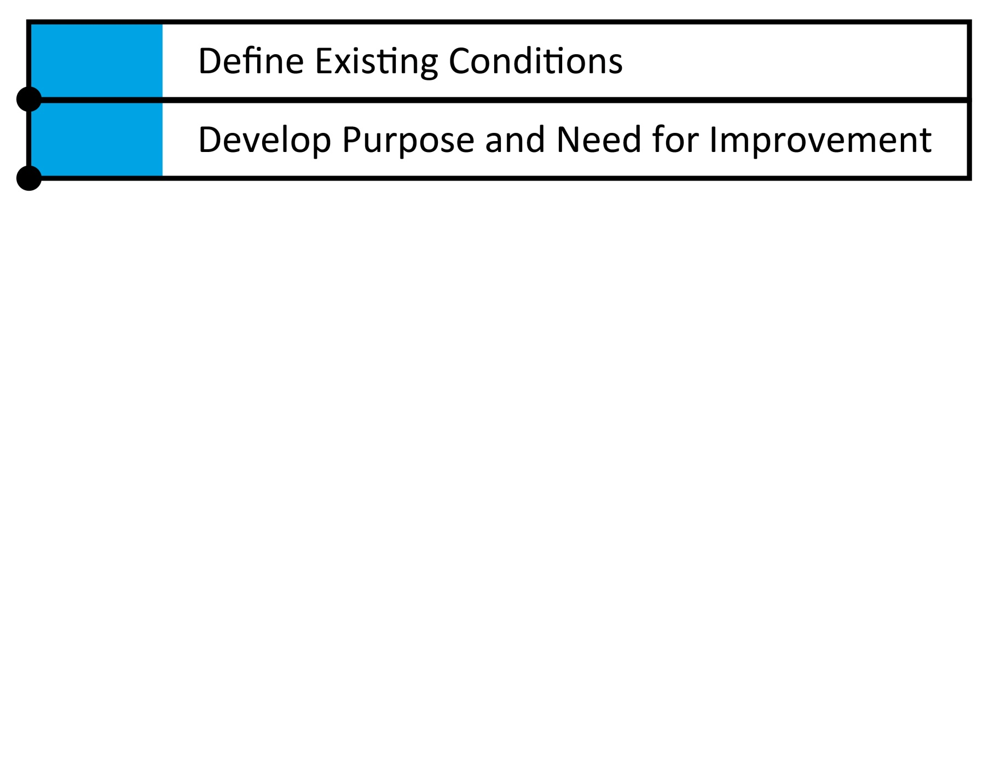 Define Existing Conditions
Develop Purpose and Need for Improvement